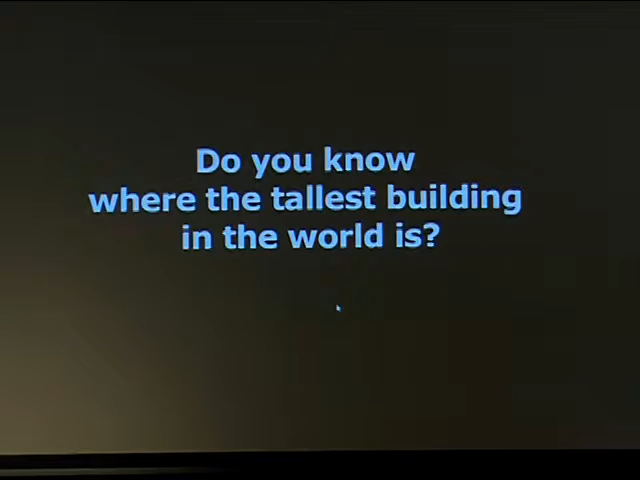 Do you know
where the tallest building
in the world is?